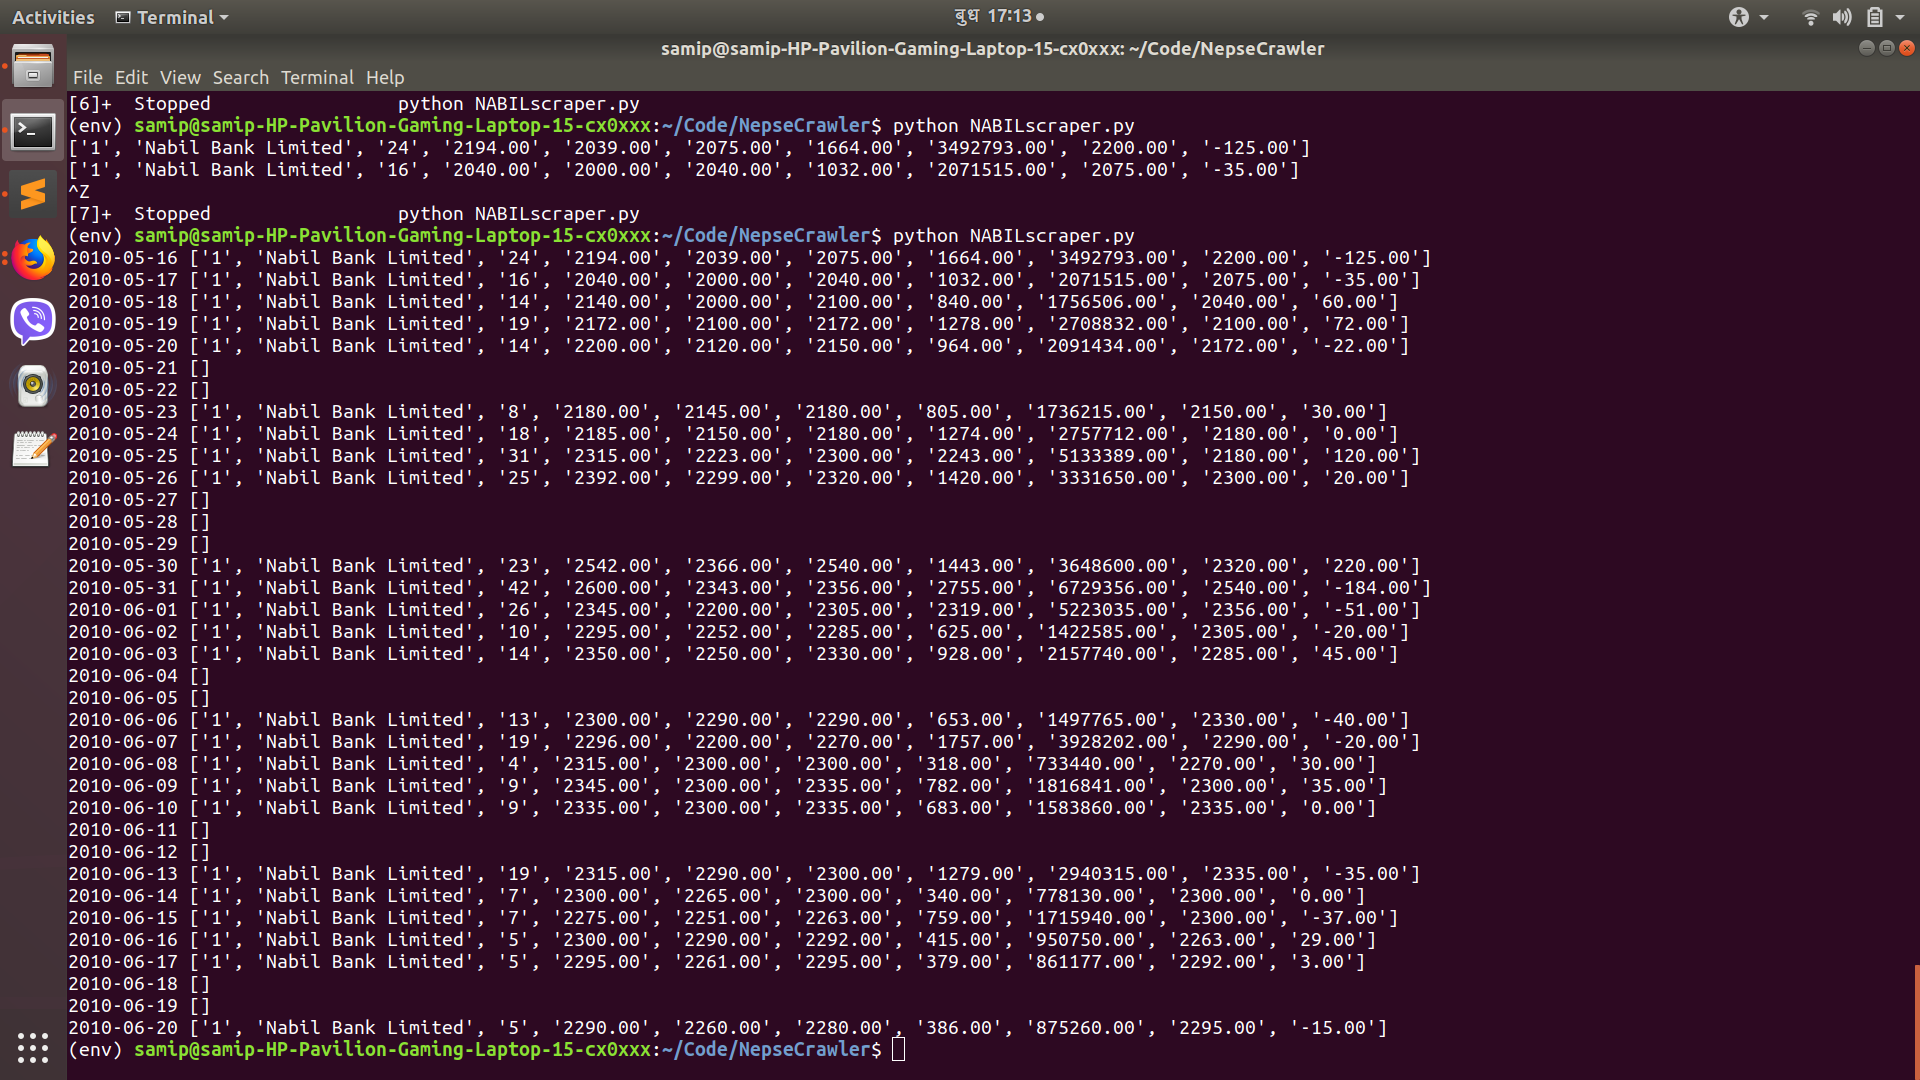 Activities Terminal बुध 17:13
samip@samip-HP-Pavilion-Gaming-Laptop-15-cx0xxx: ~/Code/NepseCrawler
File Edit View Search Terminal Help
[6]+  Stopped                 python NABILscraper.py
(env) samip@samip-HP-Pavilion-Gaming-Laptop-15-cx0xxx:~/Code/NepseCrawler$ python NABILscraper.py
['1', 'Nabil Bank Limited', '24', '2194.00', '2039.00', '2075.00', '1664.00', '3492793.00', '2200.00', '-125.00']
['1', 'Nabil Bank Limited', '16', '2040.00', '2000.00', '2040.00', '1032.00', '2071515.00', '2075.00', '-35.00']
^Z
[7]+  Stopped                 python NABILscraper.py
(env) samip@samip-HP-Pavilion-Gaming-Laptop-15-cx0xxx:~/Code/NepseCrawler$ python NABILscraper.py
2010-05-16 ['1', 'Nabil Bank Limited', '24', '2194.00', '2039.00', '2075.00', '1664.00', '3492793.00', '2200.00', '-125.00']
2010-05-17 ['1', 'Nabil Bank Limited', '16', '2040.00', '2000.00', '2040.00', '1032.00', '2071515.00', '2075.00', '-35.00']
2010-05-18 ['1', 'Nabil Bank Limited', '14', '2140.00', '2000.00', '2100.00', '840.00', '1756506.00', '2040.00', '60.00']
2010-05-19 ['1', 'Nabil Bank Limited', '19', '2172.00', '2100.00', '2172.00', '1278.00', '2708832.00', '2100.00', '72.00']
2010-05-20 ['1', 'Nabil Bank Limited', '14', '2200.00', '2120.00', '2150.00', '964.00', '2091434.00', '2172.00', '-22.00']
2010-05-21 []
2010-05-22 []
2010-05-23 ['1', 'Nabil Bank Limited', '8', '2180.00', '2145.00', '2180.00', '805.00', '1736215.00', '2150.00', '30.00']
2010-05-24 ['1', 'Nabil Bank Limited', '18', '2185.00', '2150.00', '2180.00', '1274.00', '2757712.00', '2180.00', '0.00']
2010-05-25 ['1', 'Nabil Bank Limited', '31', '2315.00', '2223.00', '2300.00', '2243.00', '5133389.00', '2180.00', '120.00']
2010-05-26 ['1', 'Nabil Bank Limited', '25', '2392.00', '2299.00', '2320.00', '1420.00', '3331650.00', '2300.00', '20.00']
2010-05-27 []
2010-05-28 []
2010-05-29 []
2010-05-30 ['1', 'Nabil Bank Limited', '23', '2542.00', '2366.00', '2540.00', '1443.00', '3648600.00', '2320.00', '220.00']
2010-05-31 ['1', 'Nabil Bank Limited', '42', '2600.00', '2343.00', '2356.00', '2755.00', '6729356.00', '2540.00', '-184.00']
2010-06-01 ['1', 'Nabil Bank Limited', '26', '2345.00', '2200.00', '2305.00', '2319.00', '5223035.00', '2356.00', '-51.00']
2010-06-02 ['1', 'Nabil Bank Limited', '10', '2295.00', '2252.00', '2285.00', '625.00', '1422585.00', '2305.00', '-20.00']
2010-06-03 ['1', 'Nabil Bank Limited', '14', '2350.00', '2250.00', '2330.00', '928.00', '2157740.00', '2285.00', '45.00']
2010-06-04 []
2010-06-05 []
2010-06-06 ['1', 'Nabil Bank Limited', '13', '2300.00', '2290.00', '2290.00', '653.00', '1497765.00', '2330.00', '-40.00']
2010-06-07 ['1', 'Nabil Bank Limited', '19', '2296.00', '2200.00', '2270.00', '1757.00', '3928202.00', '2290.00', '-20.00']
2010-06-08 ['1', 'Nabil Bank Limited', '4', '2315.00', '2300.00', '2300.00', '318.00', '733440.00', '2270.00', '30.00']
2010-06-09 ['1', 'Nabil Bank Limited', '9', '2345.00', '2300.00', '2335.00', '782.00', '1816841.00', '2300.00', '35.00']
2010-06-10 ['1', 'Nabil Bank Limited', '9', '2335.00', '2300.00', '2335.00', '683.00', '1583860.00', '2335.00', '0.00']
2010-06-11 []
2010-06-12 []
2010-06-13 ['1', 'Nabil Bank Limited', '19', '2315.00', '2290.00', '2300.00', '1279.00', '2940315.00', '2335.00', '-35.00']
2010-06-14 ['1', 'Nabil Bank Limited', '7', '2300.00', '2265.00', '2300.00', '340.00', '778130.00', '2300.00', '0.00']
2010-06-15 ['1', 'Nabil Bank Limited', '7', '2275.00', '2251.00', '2263.00', '759.00', '1715940.00', '2300.00', '-37.00']
2010-06-16 ['1', 'Nabil Bank Limited', '5', '2300.00', '2290.00', '2292.00', '415.00', '950750.00', '2263.00', '29.00']
2010-06-17 ['1', 'Nabil Bank Limited', '5', '2295.00', '2261.00', '2295.00', '379.00', '861177.00', '2292.00', '3.00']
2010-06-18 []
2010-06-19 []
2010-06-20 ['1', 'Nabil Bank Limited', '5', '2290.00', '2260.00', '2280.00', '386.00', '875260.00', '2295.00', '-15.00']
(env) samip@samip-HP-Pavilion-Gaming-Laptop-15-cx0xxx:~/Code/NepseCrawler$